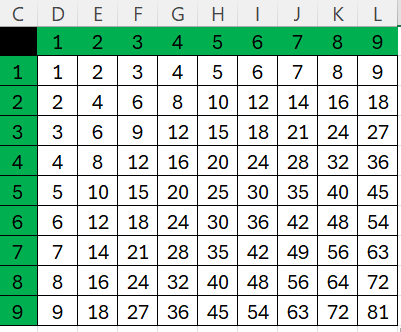 C D E F G H I J K L
1 2 3 4 5 6 7 8 9
1 1 2 3 4 5 6 7 8 9
2 2 4 6 8 10 12 14 16 18
3 3 6 9 12 15 18 21 24 27
4 4 8 12 16 20 24 28 32 36
5 5 10 15 20 25 30 35 40 45
6 6 12 18 24 30 36 42 48 54
7 7 14 21 28 35 42 49 56 63
8 8 16 24 32 40 48 56 64 72
9 9 18 27 36 45 54 63 72 81